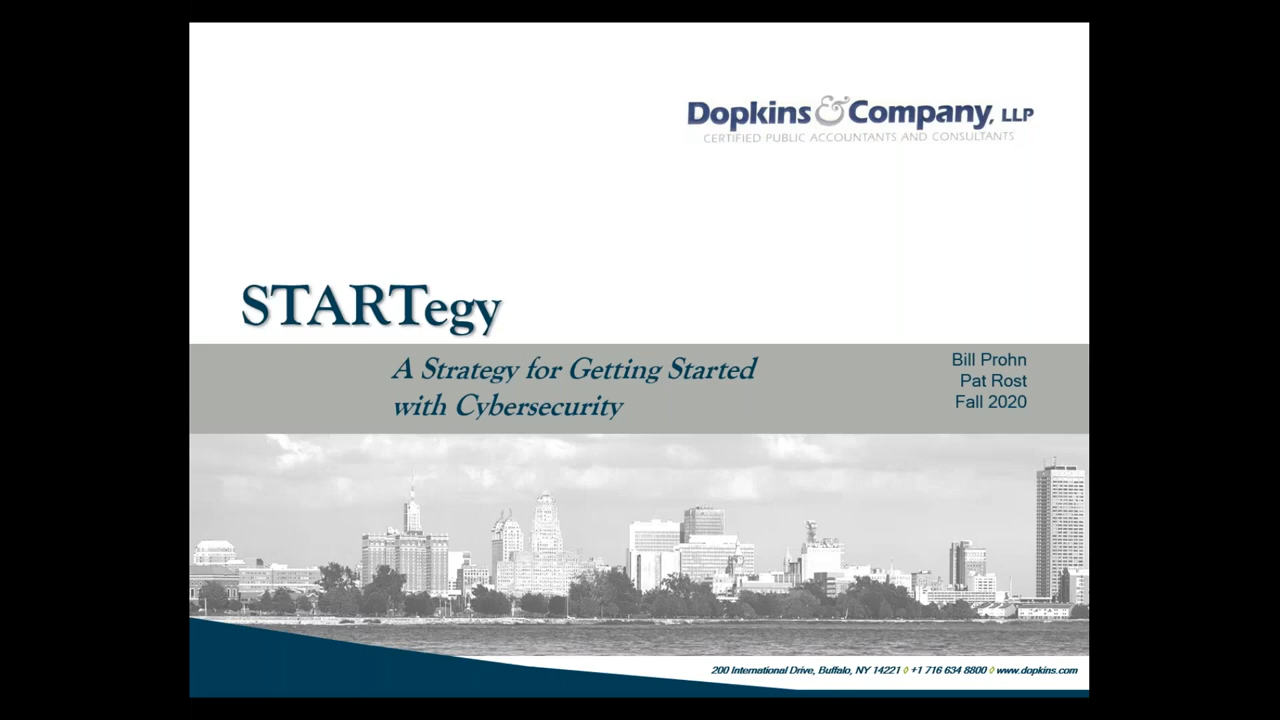 Dopkins & Company, LLP
CERTIFIED PUBLIC ACCOUNTANTS AND CONSULTANTS
STARTegy
A Strategy for Getting Started
with Cybersecurity
Bill Prohn
Pat Rost
Fall 2020
200 International Drive, Buffalo, NY 14221 ◊ +1 716 634 8800 ◊ www.dopkins.com